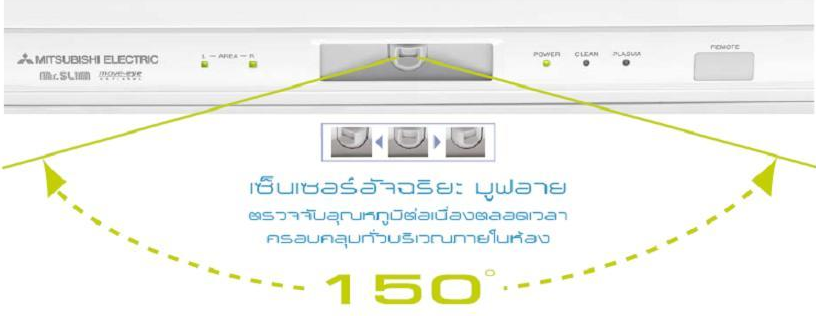 MITSUBISHI ELECTRIC
Mr.SLIM MOVE-EYE
L — AREA — R
POWER CLEAN PLASMA
REMOTE
เซ็นเซอร์อัจฉริยะ มูฟอาย
ตรวจจับอุณหภูมิต่อเนื่องตลอดเวลา
ครอบคลุมทั่วบริเวณภายในห้อง
150°